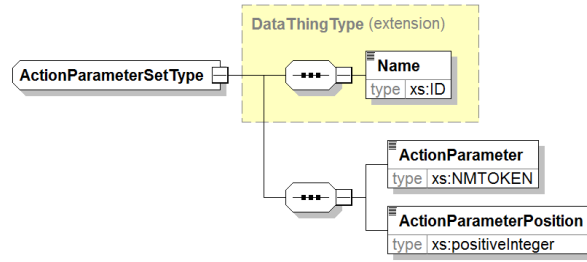 DataThingType (extension)
ActionParameterSetType
Name
type xs:ID
ActionParameter
type xs:NMTOKEN
ActionParameterPosition
type xs:positiveInteger